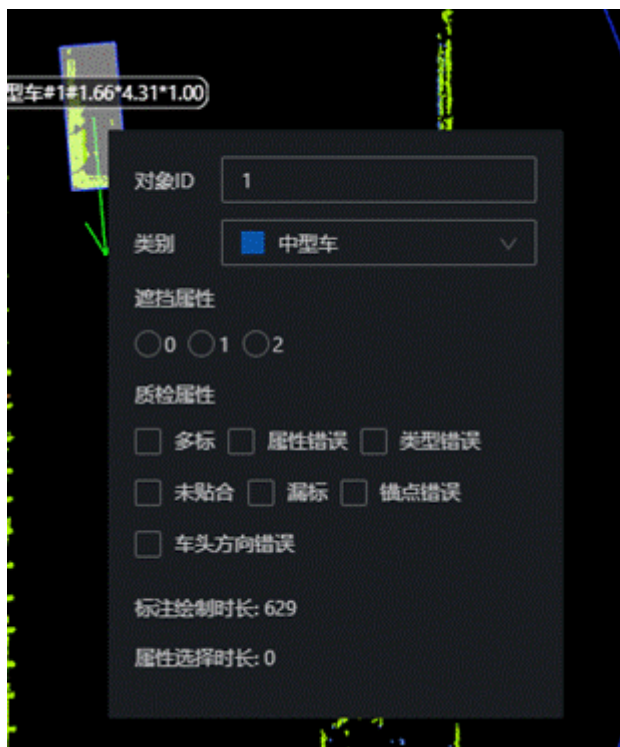 型车#1#1.66*4.31*1.00
对象ID 1
类别 中型车
遮挡属性
0 1 2
质检属性
多标 属性错误 类型错误
未贴合 漏标 锚点错误
车头方向错误
标注绘制时长: 629
属性选择时长: 0